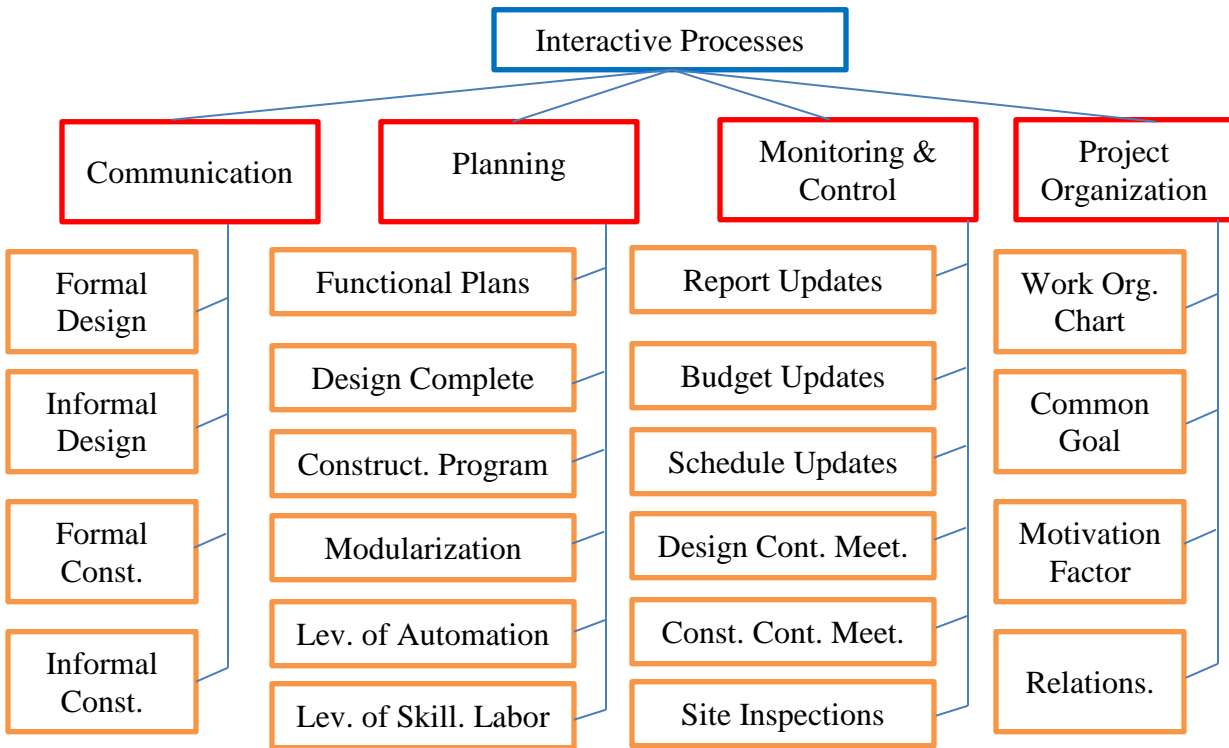 Interactive Processes
Communication
Planning
Monitoring &
Control
Project
Organization
Formal
Design
Informal
Design
Formal
Const.
Informal
Const.
Functional Plans
Design Complete
Construct. Program
Modularization
Lev. of Automation
Lev. of Skill. Labor
Report Updates
Budget Updates
Schedule Updates
Design Cont. Meet.
Const. Cont. Meet.
Site Inspections
Work Org.
Chart
Common
Goal
Motivation
Factor
Relations.